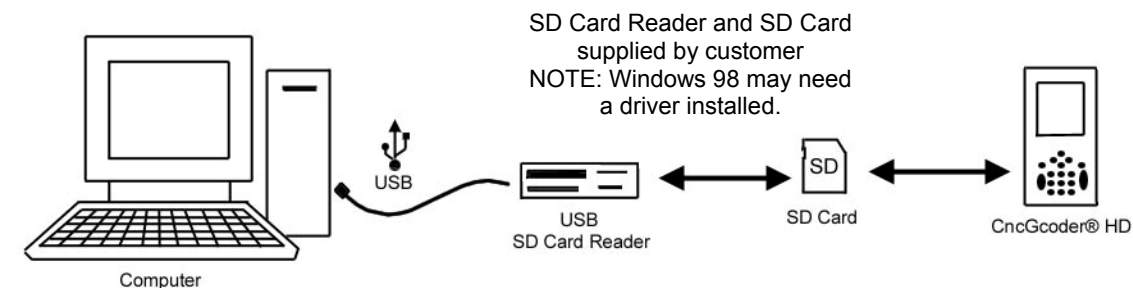 SD Card Reader and SD Card
supplied by customer
NOTE: Windows 98 may need
a driver installed.
USB
SD
USB
SD Card Reader
SD Card
CncGcoder® HD
Computer